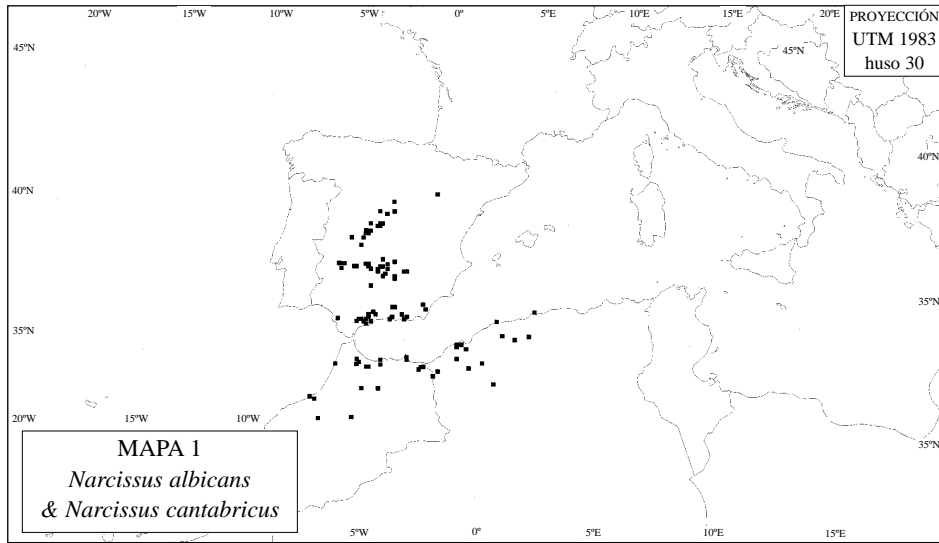 20ºW
15ºW
10ºW
5ºW
0º
5ºE
10ºE
15ºE
20ºE
PROYECCIÓN
UTM 1983
huso 30
45ºN
45ºN
40ºN
40ºN
35ºN
35ºN
20ºW
15ºW
10ºW
35ºN
MAPA 1
Narcissus albicans
& Narcissus cantabricus
5ºW
0º
5ºE
10ºE
15ºE